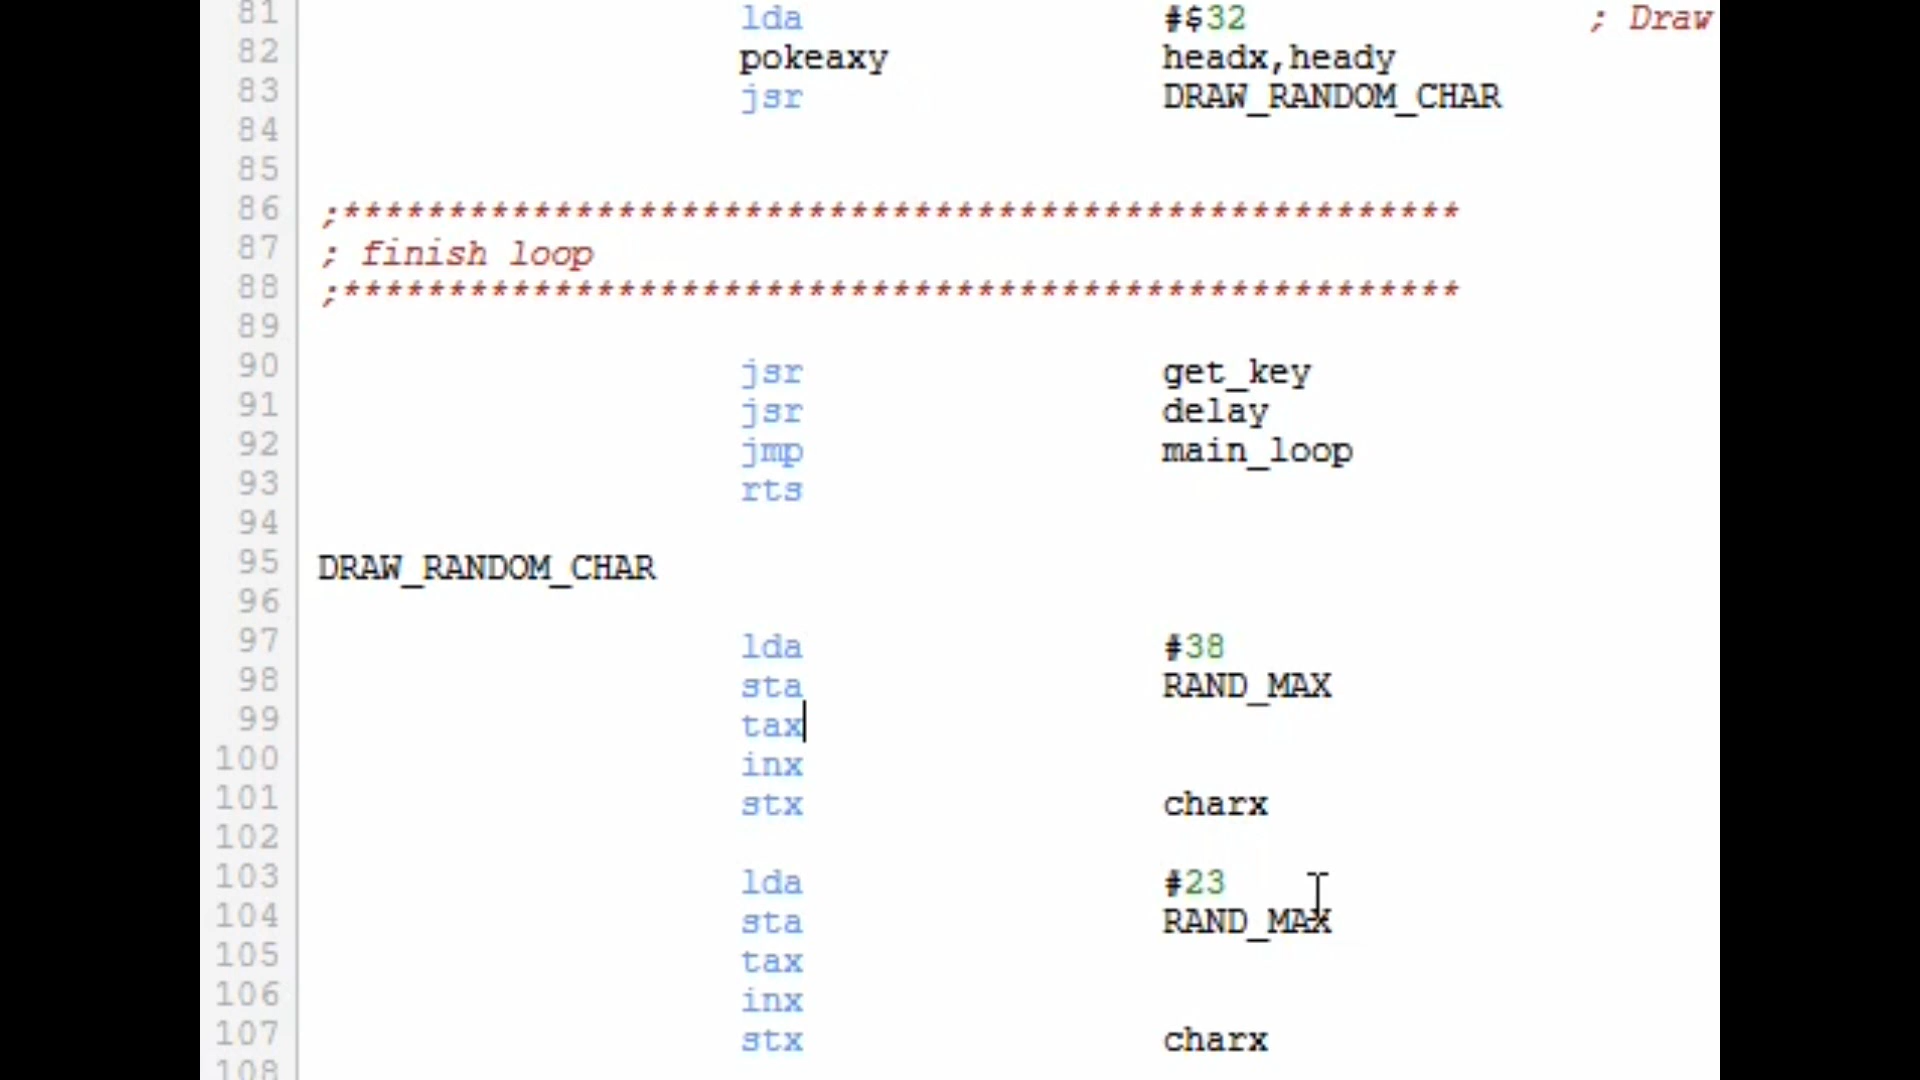 81 lda #$32 ; Draw
82 pokeaxy headx,heady
83 jsr DRAW_RANDOM_CHAR
84
85
86 ;******************************************************
87 ; finish loop
88 ;******************************************************
89
90 jsr get_key
91 jsr delay
92 jmp main_loop
93 rts
94
95 DRAW_RANDOM_CHAR
96
97 lda #38
98 sta RAND_MAX
99 tax
100 inx
101 stx charx
102
103 lda #23
104 sta RAND_MAX
105 tax
106 inx
107 stx charx
108